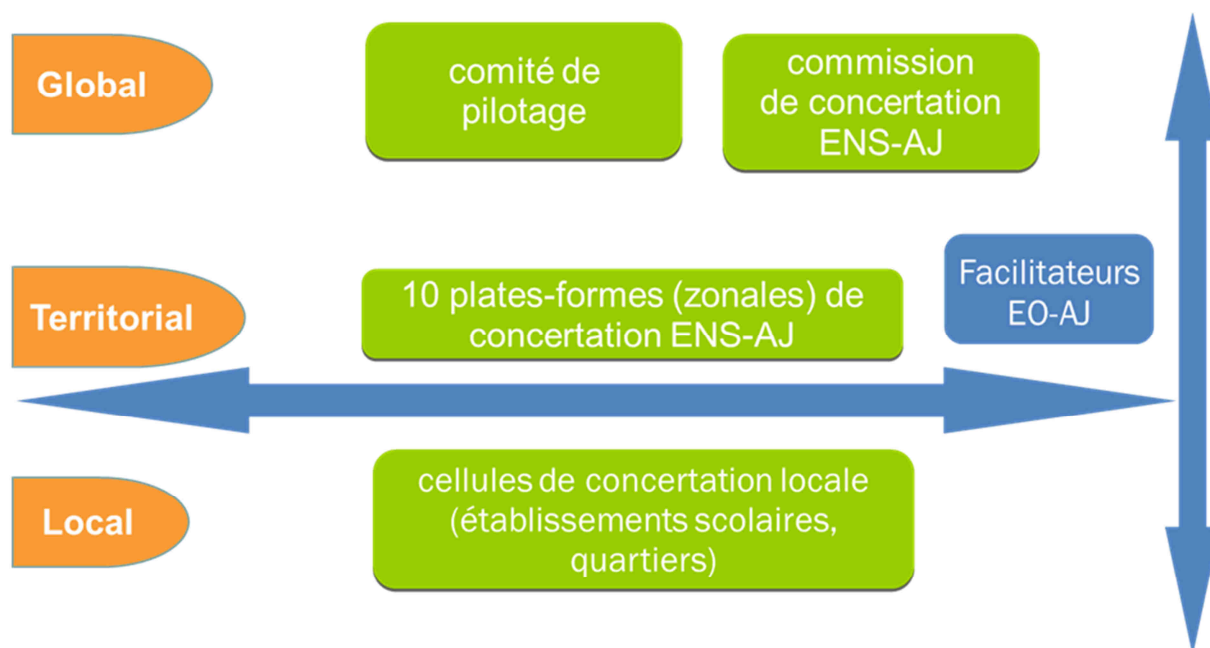 Global
comité de
pilotage
commission
de concertation
ENS-AJ
Territorial
10 plates-formes (zonales) de
concertation ENS-AJ
Facilitateurs
EO-AJ
Local
cellules de concertation locale
(établissements scolaires,
quartiers)